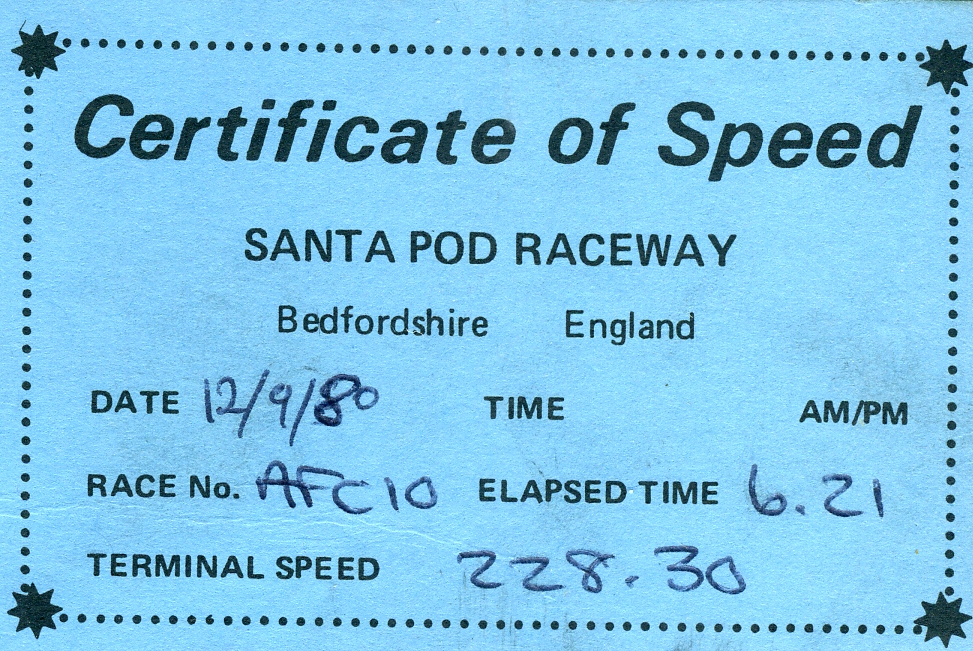 Certificate of Speed
SANTA POD RACEWAY
Bedfordshire England
DATE 12/9/80 TIME AM/PM
RACE No. AFC10 ELAPSED TIME 6.21
TERMINAL SPEED 228.30